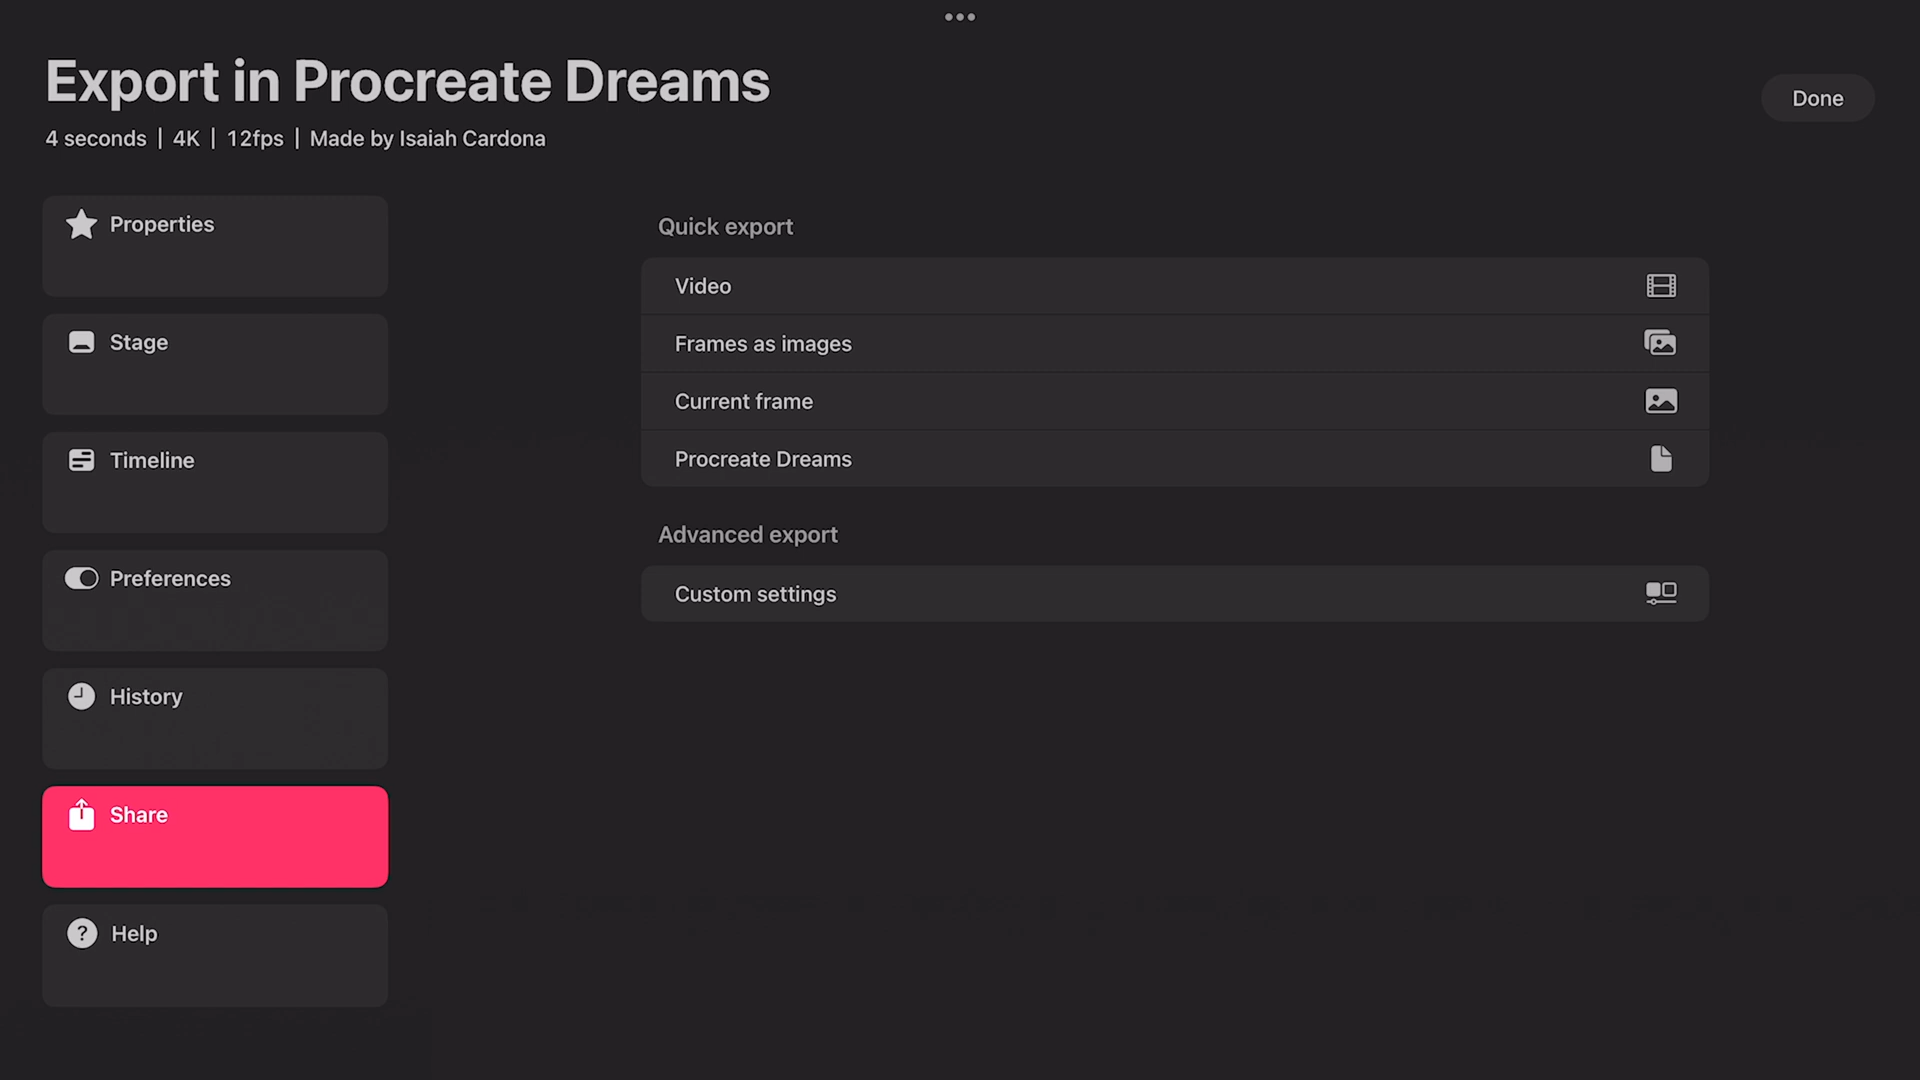 Export in Procreate Dreams
Done
4 seconds | 4K | 12fps | Made by Isaiah Cardona
Properties
Stage
Timeline
Preferences
History
Share
Help
Quick export
Video
Frames as images
Current frame
Procreate Dreams
Advanced export
Custom settings